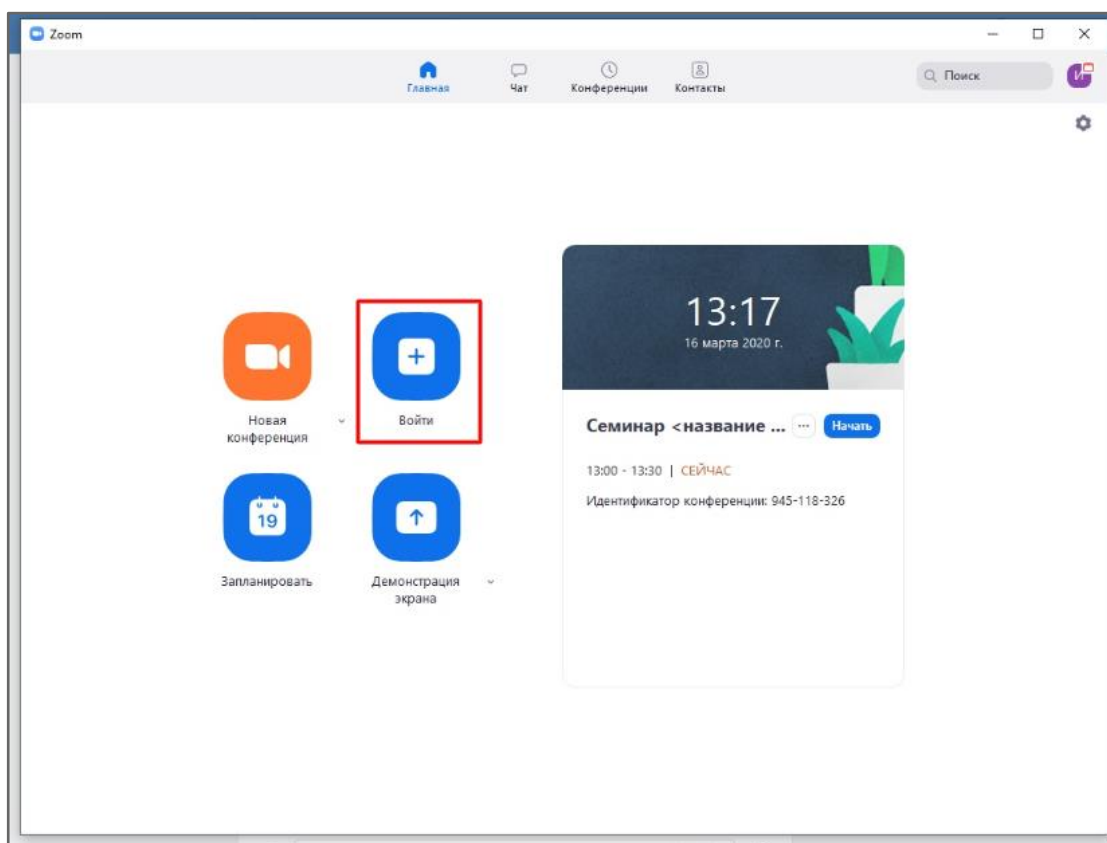 Zoom
Главная
Чат
Конференции
Контакты
Поиск
И
13:17
16 марта 2020 г.
Новая
конференция
Войти
Семинар <название ... ... Начать
13:00 - 13:30 | СЕЙЧАС
Идентификатор конференции: 945-118-326
19
Запланировать
Демонстрация
экрана